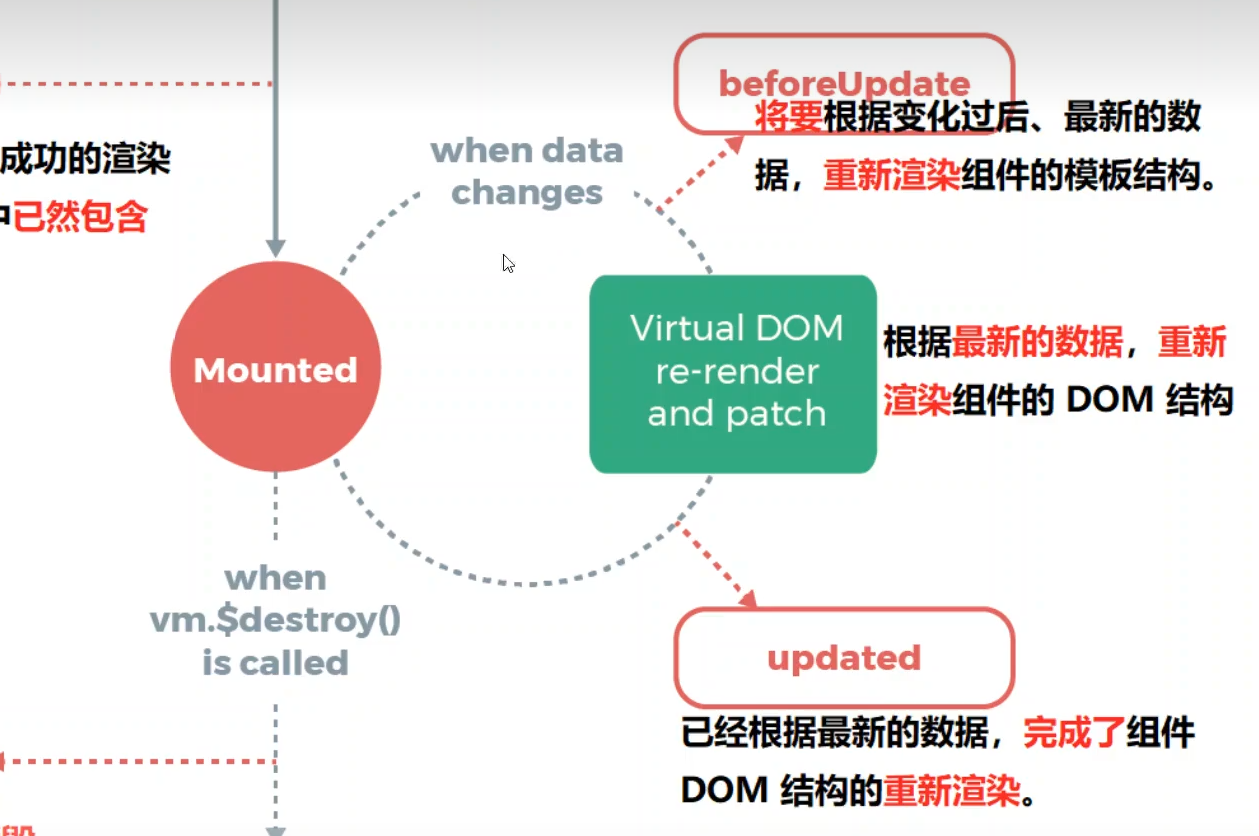 beforeUpdate
将要根据变化过后、最新的数
据，重新渲染组件的模板结构。
when data
changes
成功的渲染
已然包含
Mounted
Virtual DOM
re-render
and patch
根据最新的数据，重新
渲染组件的 DOM 结构
when
vm.$destroy()
is called
updated
已经根据最新的数据，完成了组件
DOM 结构的重新渲染。